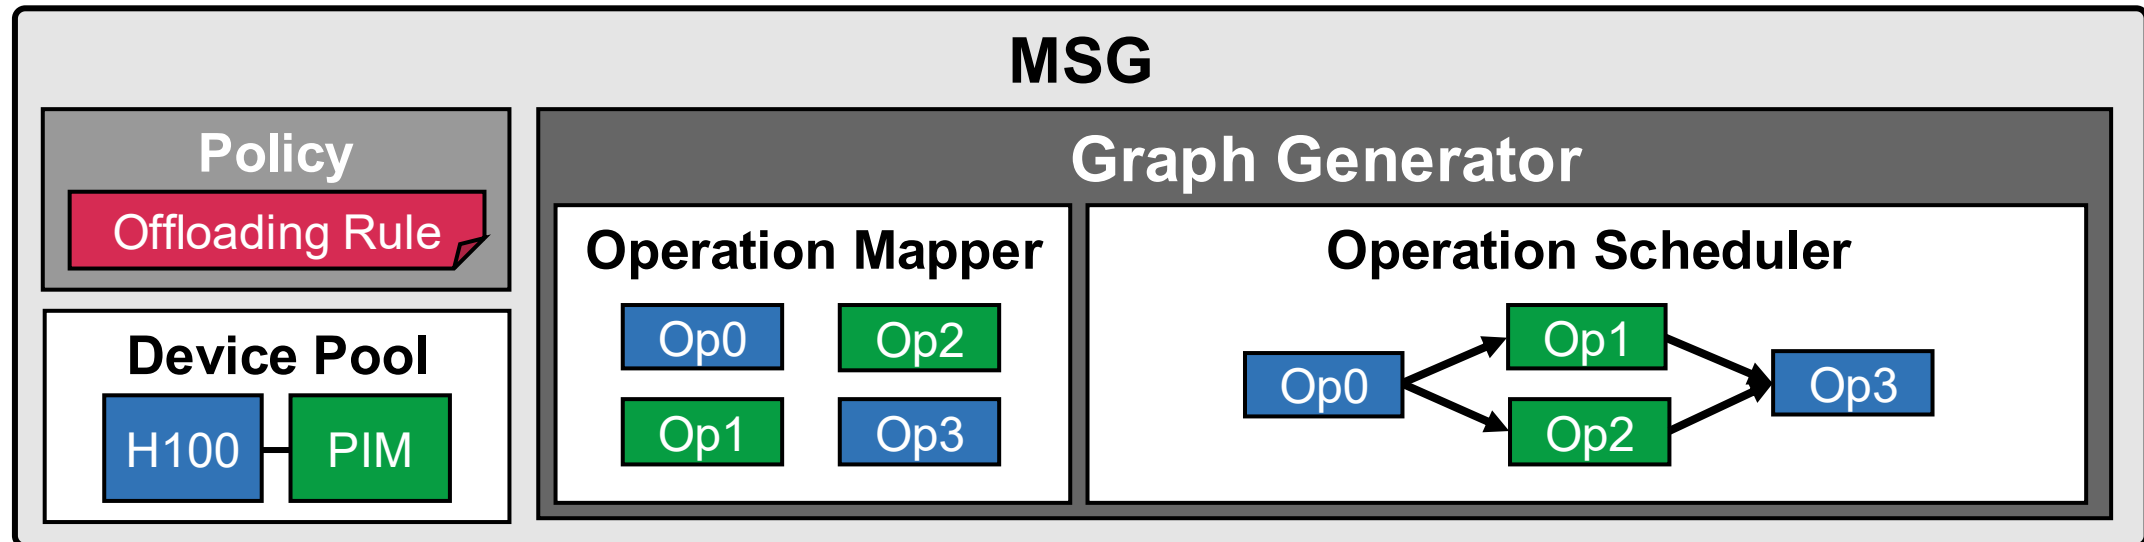 MSG
Policy
Offloading Rule
Device Pool
H100
PIM
Graph Generator
Operation Mapper
Op0
Op2
Op1
Op3
Operation Scheduler
Op0
Op1
Op2
Op3